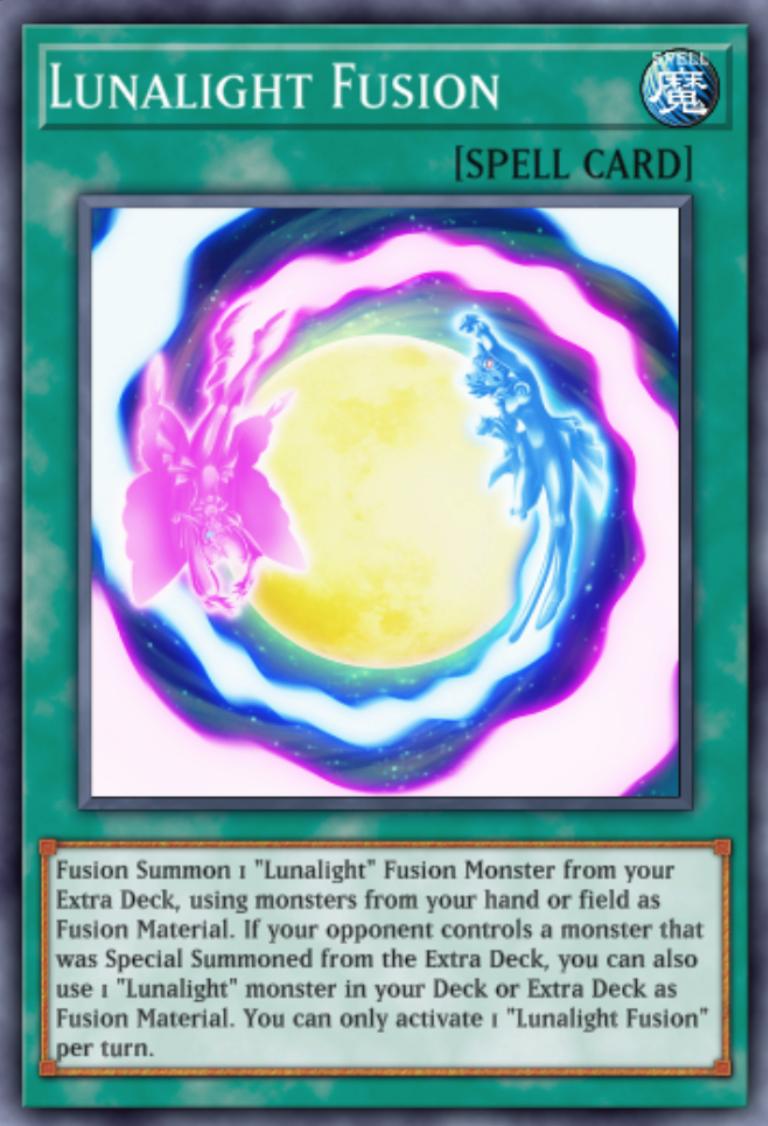 Lunalight Fusion
SPELL
魔
[SPELL CARD]
Fusion Summon 1 "Lunalight" Fusion Monster from your
Extra Deck, using monsters from your hand or field as
Fusion Material. If your opponent controls a monster that
was Special Summoned from the Extra Deck, you can also
use 1 "Lunalight" monster in your Deck or Extra Deck as
Fusion Material. You can only activate 1 "Lunalight Fusion"
per turn.